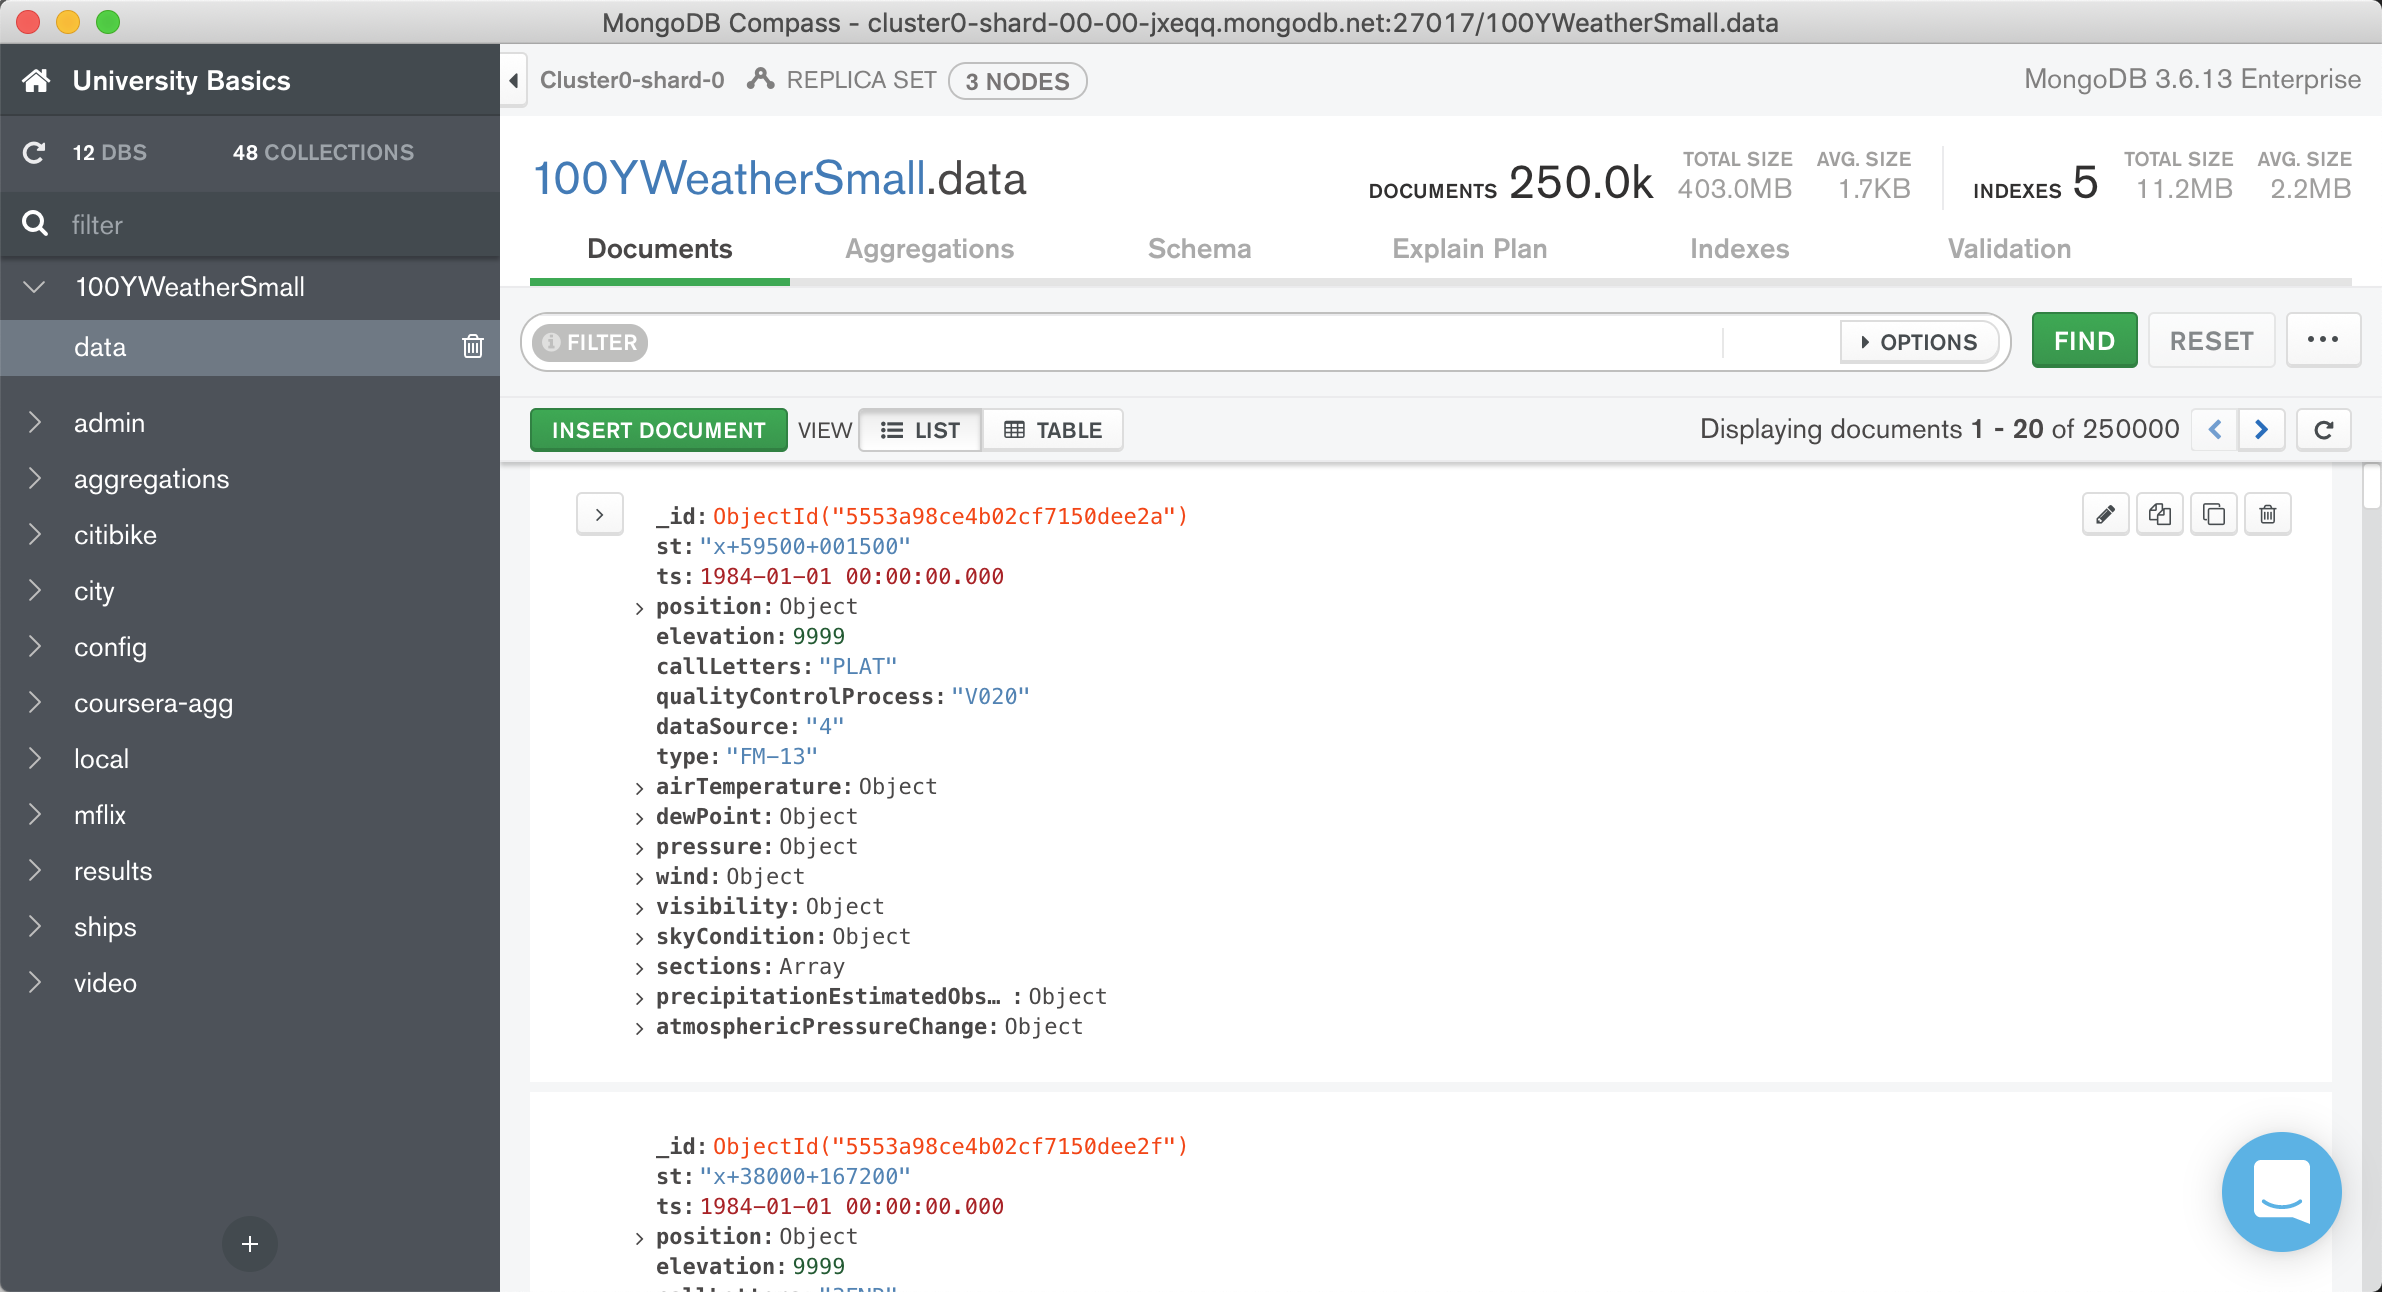 MongoDB Compass - cluster0-shard-00-00-jxeqq.mongodb.net:27017/100YWeatherSmall.data
University Basics
12 DBS 48 COLLECTIONS
filter
100YWeatherSmall
data
admin
aggregations
citibike
city
config
coursera-agg
local
mflix
results
ships
video
+
Cluster0-shard-0 REPLICA SET 3 NODES
MongoDB 3.6.13 Enterprise
100YWeatherSmall.data
DOCUMENTS 250.0k TOTAL SIZE 403.0MB AVG. SIZE 1.7KB
INDEXES 5 TOTAL SIZE 11.2MB AVG. SIZE 2.2MB
Documents Aggregations Schema Explain Plan Indexes Validation
FILTER OPTIONS FIND RESET ...
INSERT DOCUMENT VIEW LIST TABLE Displaying documents 1 - 20 of 250000
_id: ObjectId("5553a98ce4b02cf7150dee2a")
st: "x+59500+001500"
ts: 1984-01-01 00:00:00.000
position: Object
elevation: 9999
callLetters: "PLAT"
qualityControlProcess: "V020"
dataSource: "4"
type: "FM-13"
airTemperature: Object
dewPoint: Object
pressure: Object
wind: Object
visibility: Object
skyCondition: Object
sections: Array
precipitationEstimatedObs… : Object
atmosphericPressureChange: Object
_id: ObjectId("5553a98ce4b02cf7150dee2f")
st: "x+38000+167200"
ts: 1984-01-01 00:00:00.000
position: Object
elevation: 9999